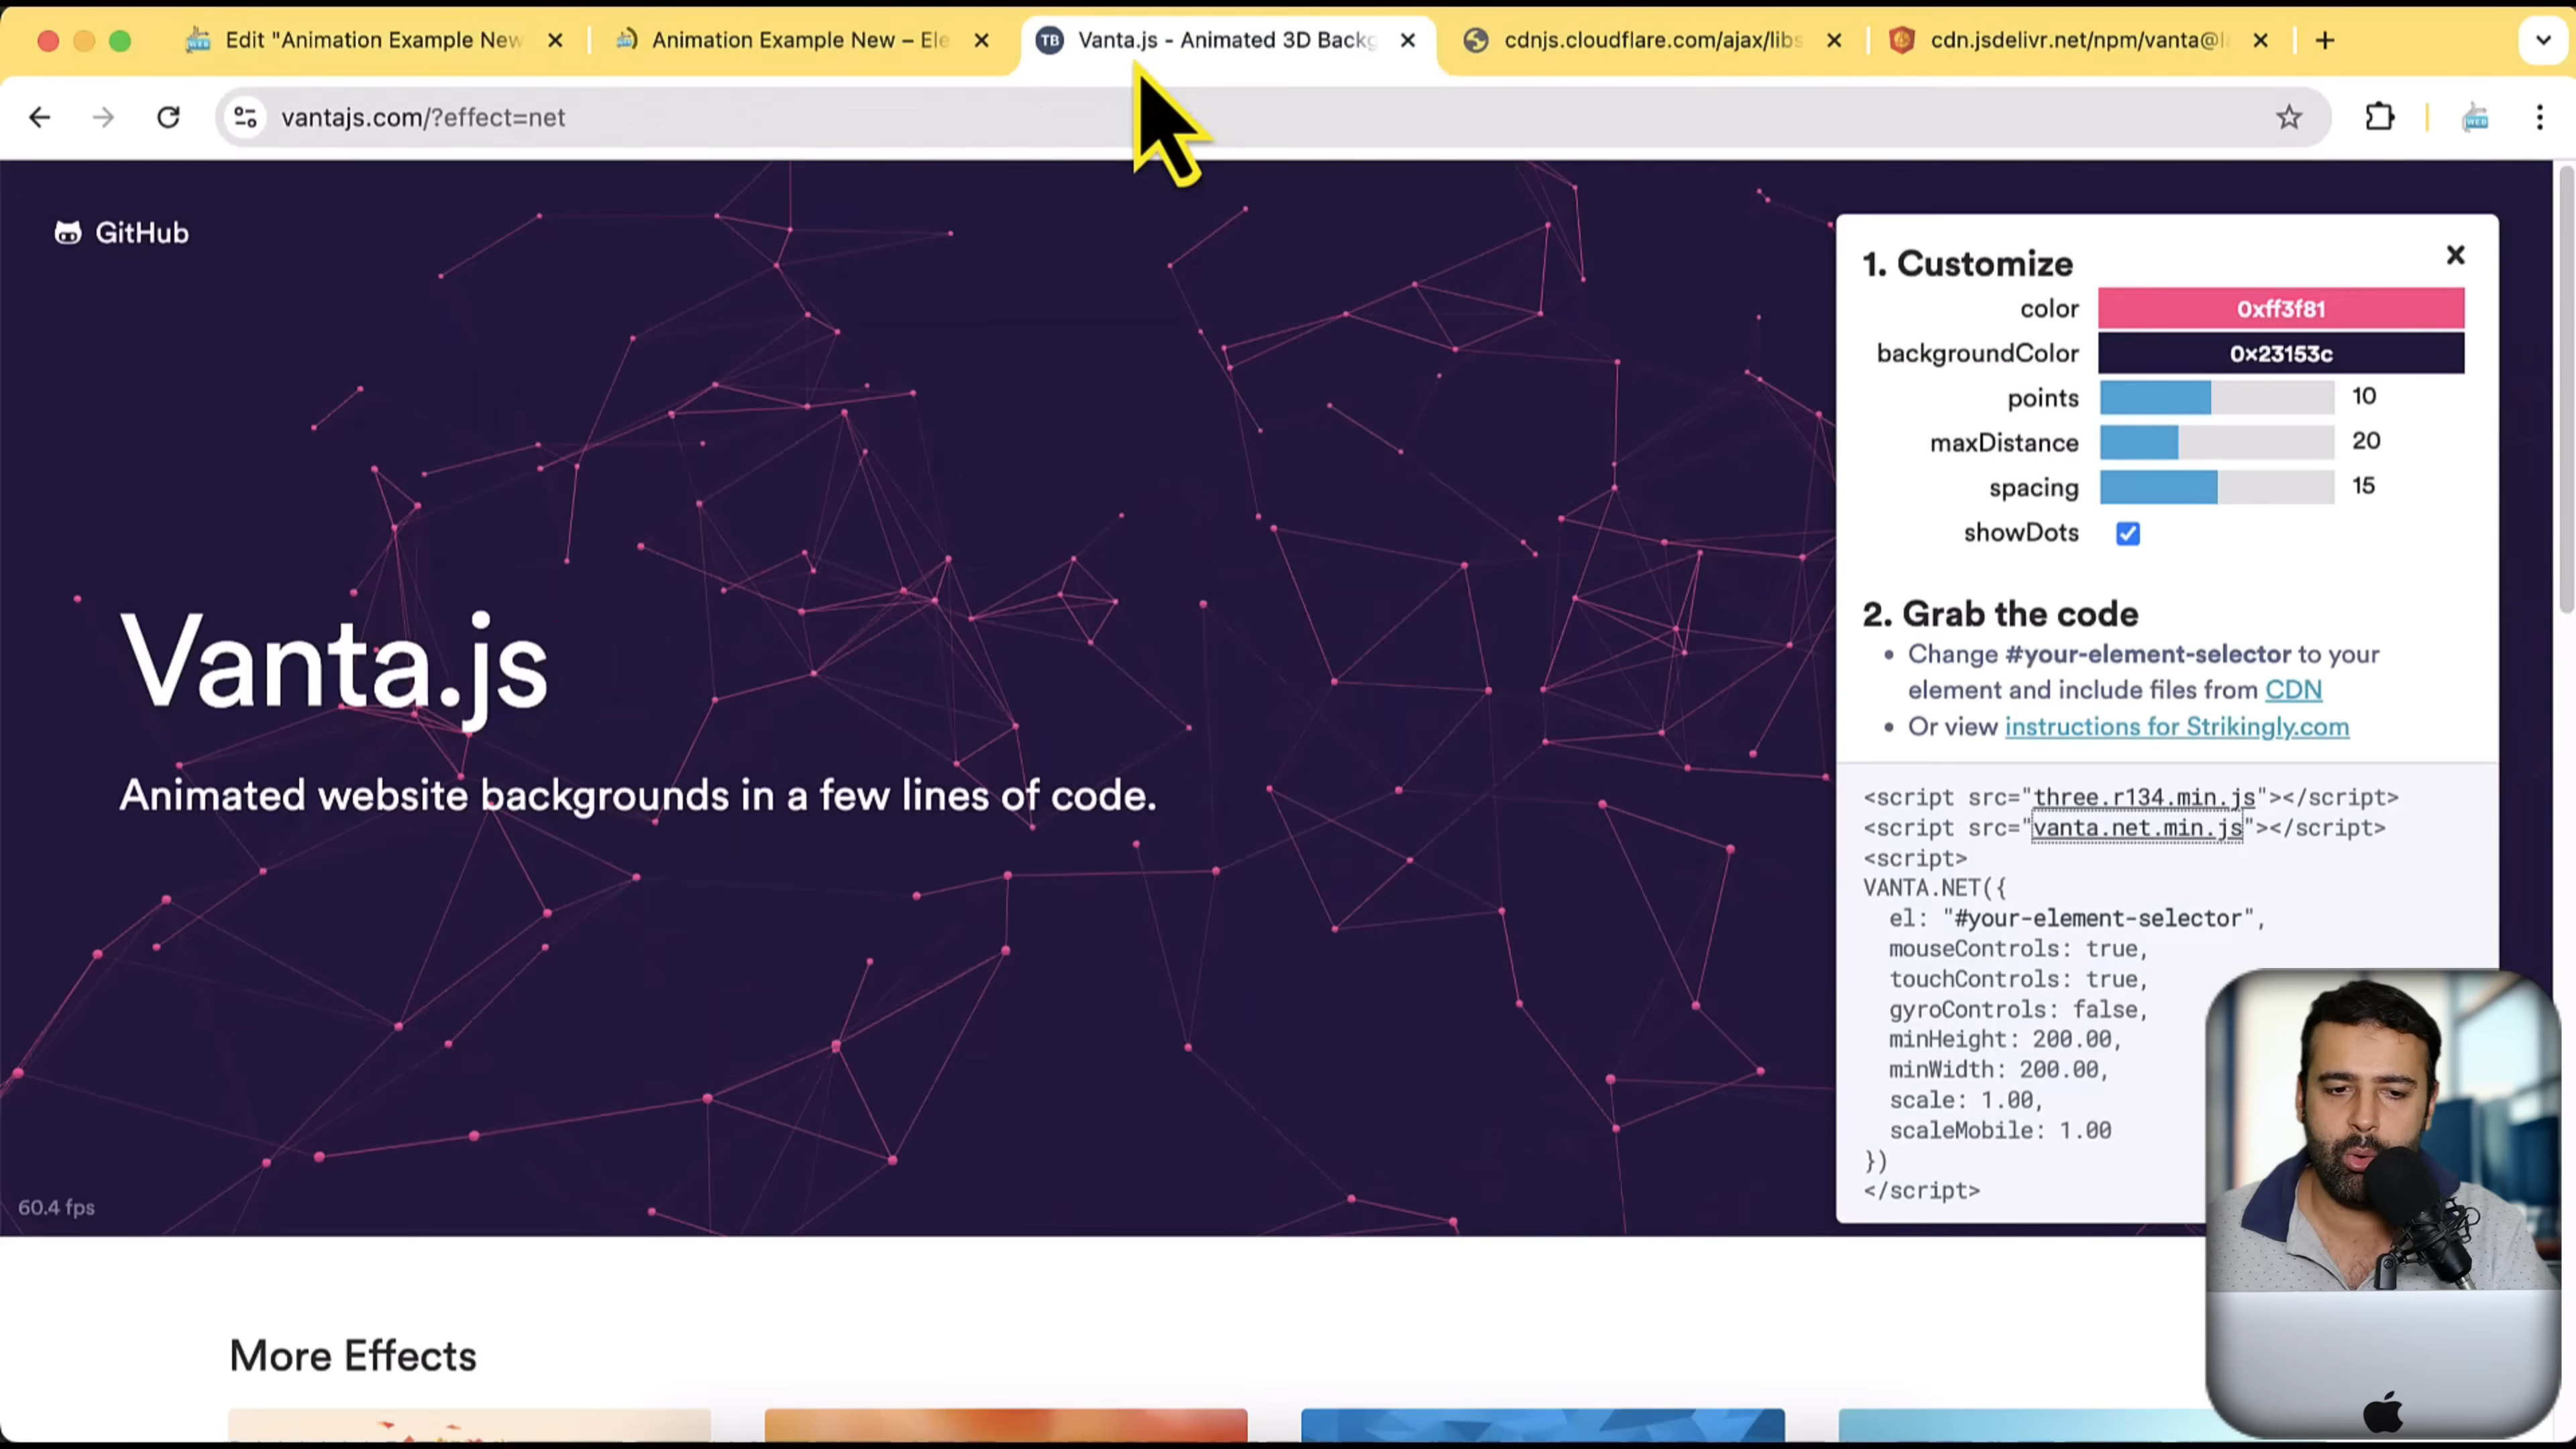 Edit "Animation Example New
Animation Example New – Ele
TB
Vanta.js - Animated 3D Backg
cdnjs.cloudflare.com/ajax/libs
cdn.jsdelivr.net/npm/vanta@la
vantajs.com/?effect=net
WEB
GitHub
Vanta.js
Animated website backgrounds in a few lines of code.
60.4 fps
1. Customize
color 0xff3f81
backgroundColor 0x23153c
points 10
maxDistance 20
spacing 15
showDots
2. Grab the code
• Change #your-element-selector to your
element and include files from CDN
• Or view instructions for Strikingly.com
<script src="three.r134.min.js"></script>
<script src="vanta.net.min.js"></script>
<script>
VANTA.NET({
el: "#your-element-selector",
mouseControls: true,
touchControls: true,
gyroControls: false,
minHeight: 200.00,
minWidth: 200.00,
scale: 1.00,
scaleMobile: 1.00
})
</script>
More Effects